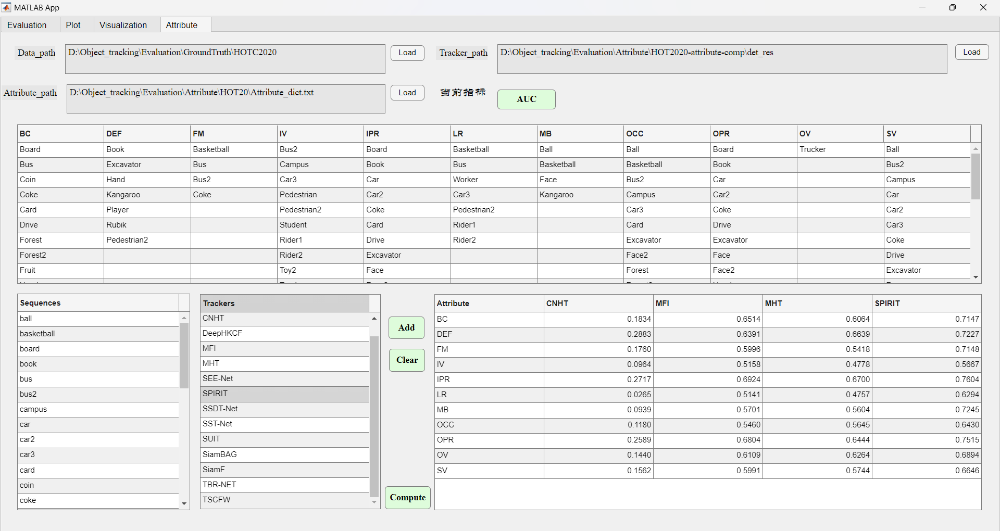 MATLAB App
Evaluation Plot Visualization Attribute
Data_path D:\Object_tracking\Evaluation\GroundTruth\HOTC2020 Load Tracker_path D:\Object_tracking\Evaluation\Attribute\HOT2020-attribute-comp\det_res Load
Attribute_path D:\Object_tracking\Evaluation\Attribute\HOT20\Attribute_dict.txt Load 当前指标 AUC
BC DEF FM IV IPR LR MB OCC OPR OV SV
Board Book Basketball Bus2 Board Basketball Ball Ball Board Trucker Ball
Bus Excavator Bus Campus Book Bus Basketball Basketball Book Bus2
Coin Hand Bus2 Car3 Car Worker Face Bus2 Car Campus
Coke Kangaroo Coke Pedestrian Car2 Car3 Kangaroo Campus Car2 Car
Card Player Pedestrian2 Coke Pedestrian2 Car3 Coke Car2
Drive Rubik Student Card Rider1 Card Drive Car3
Forest Pedestrian2 Rider1 Drive Rider2 Excavator Excavator Coke
Forest2 Rider2 Excavator Face2 Face Drive
Fruit Toy2 Face Forest Face2 Excavator
Sequences
ball
basketball
board
book
bus
bus2
campus
car
car2
car3
card
coin
coke
Trackers
CNHT
DeepHKCF
MFI
MHT
SEE-Net
SPIRIT
SSDT-Net
SST-Net
SUIT
SiamBAG
SiamF
TBR-NET
TSCFW
Add
Clear
Compute
Attribute CNHT MFI MHT SPIRIT
BC 0.1834 0.6514 0.6064 0.7147
DEF 0.2883 0.6391 0.6639 0.7227
FM 0.1760 0.5996 0.5418 0.7148
IV 0.0964 0.5158 0.4778 0.5667
IPR 0.2717 0.6924 0.6700 0.7604
LR 0.0265 0.5141 0.4757 0.6294
MB 0.0939 0.5701 0.5604 0.7245
OCC 0.1180 0.5460 0.5645 0.6430
OPR 0.2589 0.6804 0.6444 0.7515
OV 0.1440 0.6109 0.6264 0.6894
SV 0.1562 0.5991 0.5744 0.6646